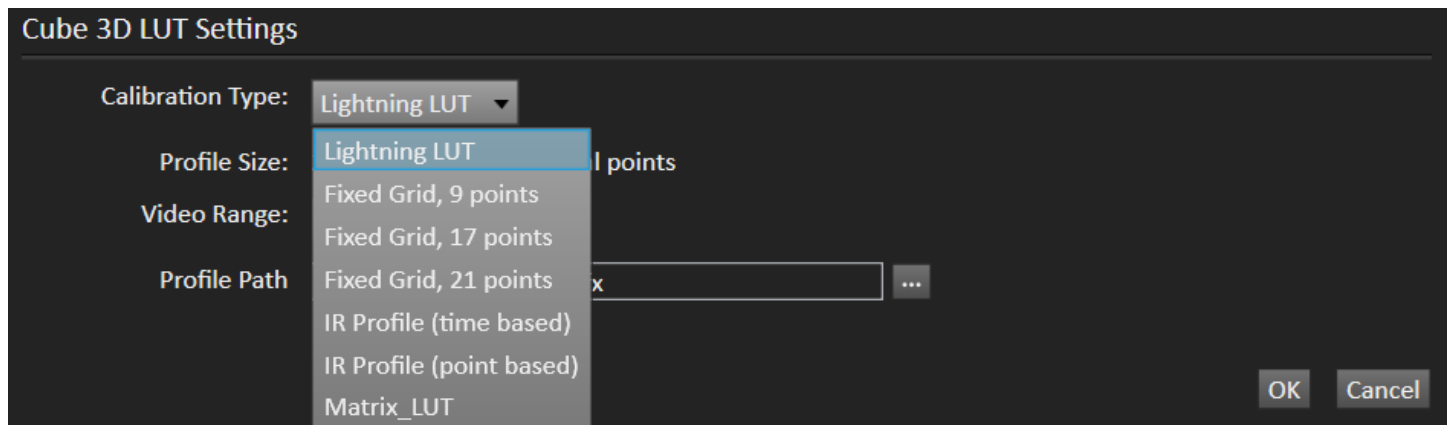 Cube 3D LUT Settings
Calibration Type:
Lightning LUT
Lightning LUT
Profile Size:
l points
Fixed Grid, 9 points
Video Range:
Fixed Grid, 17 points
Profile Path
Fixed Grid, 21 points
x
...
IR Profile (time based)
IR Profile (point based)
Matrix_LUT
OK
Cancel